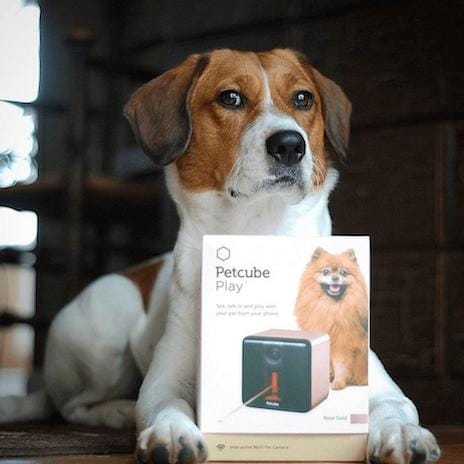 Petcube
Play
See, talk to and play with
your pet from your phone
Petcube
Rose Gold
Interactive Wi-Fi Pet Camera